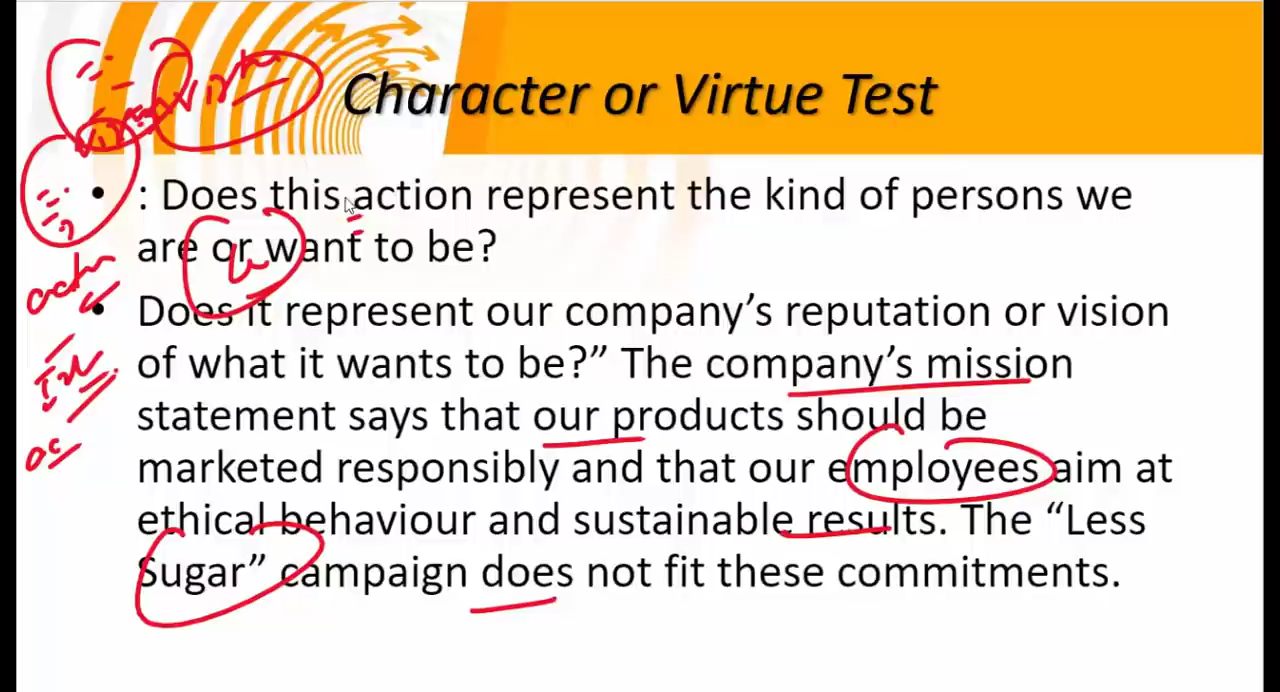 Character or Virtue Test
• : Does this action represent the kind of persons we
are or want to be?
• Does it represent our company’s reputation or vision
of what it wants to be?” The company’s mission
statement says that our products should be
marketed responsibly and that our employees aim at
ethical behaviour and sustainable results. The “Less
Sugar” campaign does not fit these commitments.